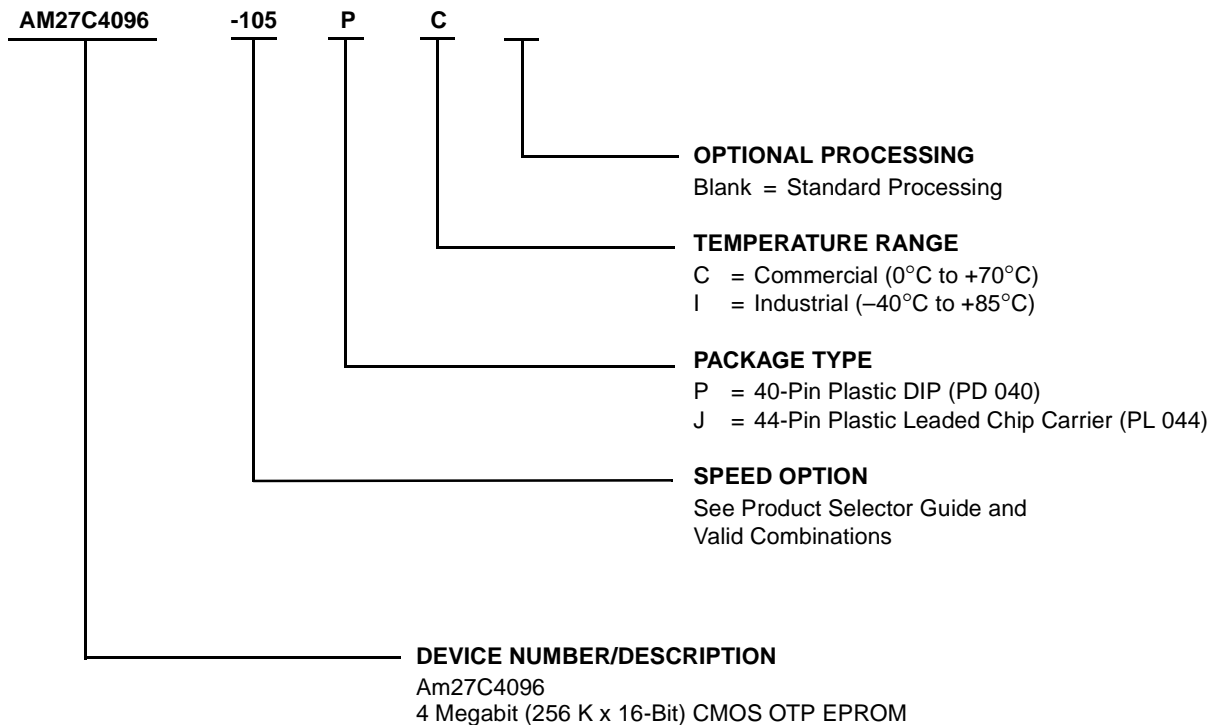 AM27C4096 -105 P C
OPTIONAL PROCESSING
Blank = Standard Processing
TEMPERATURE RANGE
C = Commercial (0°C to +70°C)
I = Industrial (–40°C to +85°C)
PACKAGE TYPE
P = 40-Pin Plastic DIP (PD 040)
J = 44-Pin Plastic Leaded Chip Carrier (PL 044)
SPEED OPTION
See Product Selector Guide and
Valid Combinations
DEVICE NUMBER/DESCRIPTION
Am27C4096
4 Megabit (256 K x 16-Bit) CMOS OTP EPROM